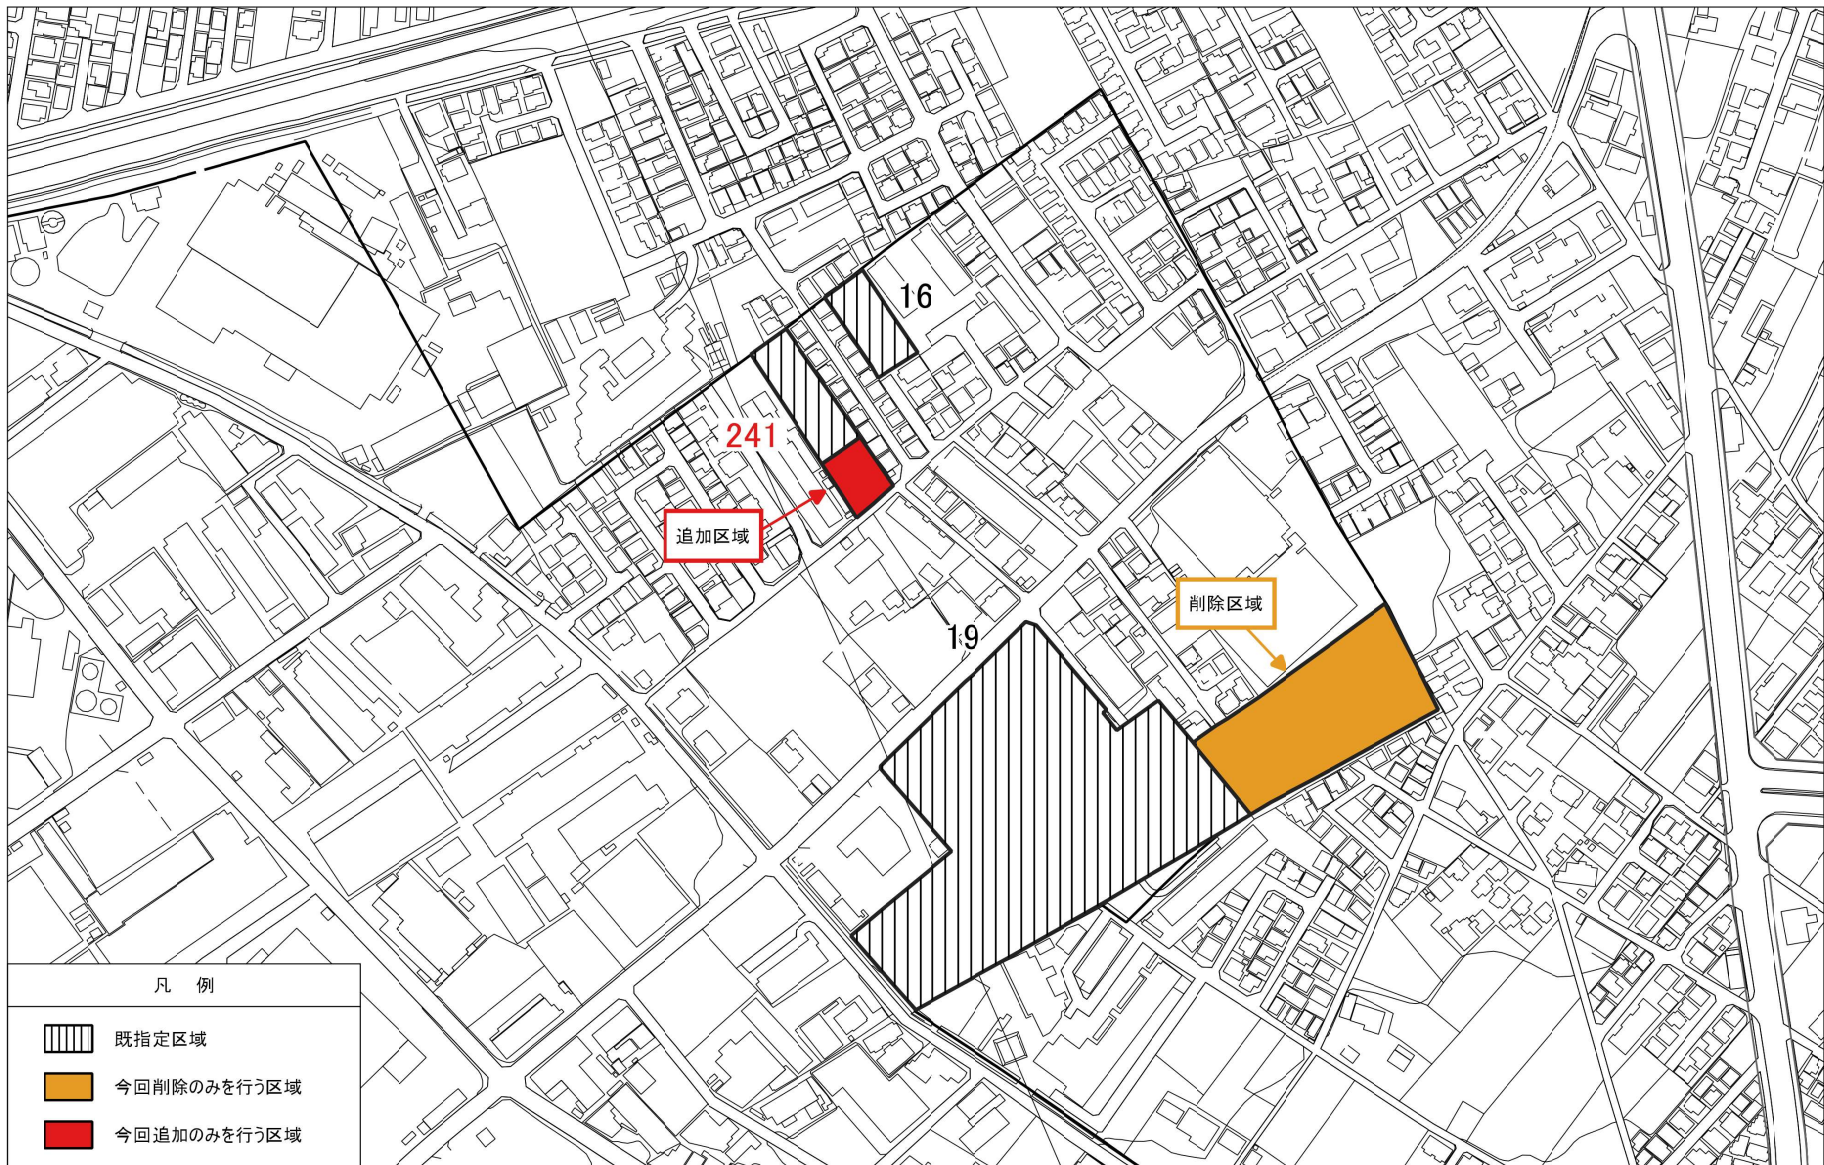 16
241
追加区域
削除区域
19
凡 例
既指定区域
今回削除のみを行う区域
今回追加のみを行う区域